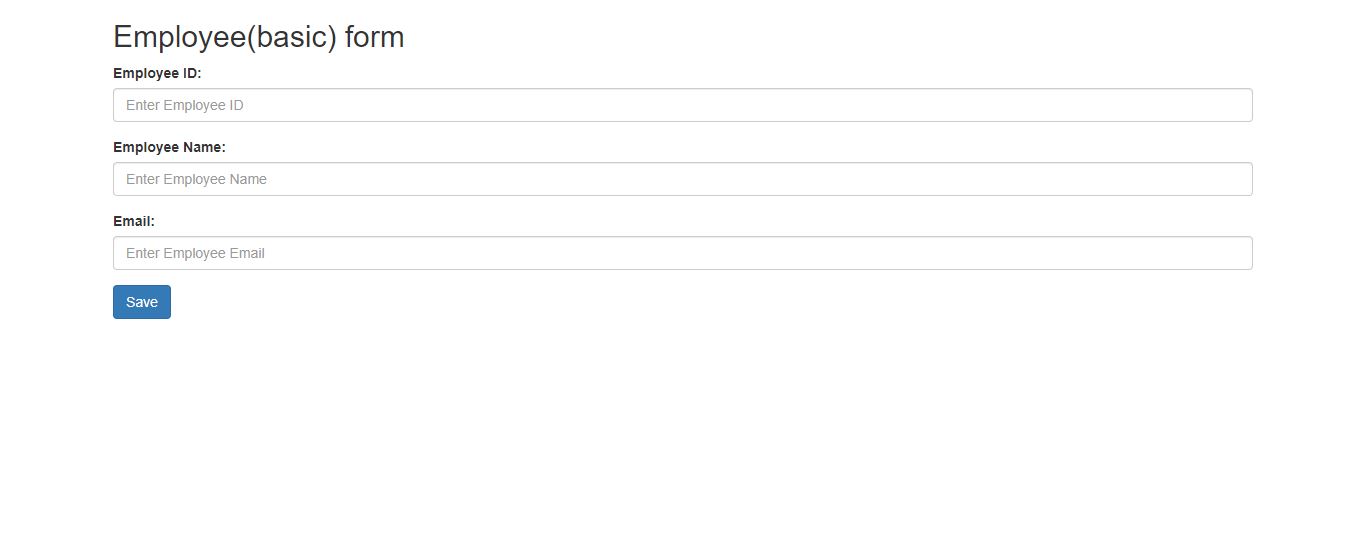 Employee(basic) form
Employee ID:
Enter Employee ID
Employee Name:
Enter Employee Name
Email:
Enter Employee Email
Save